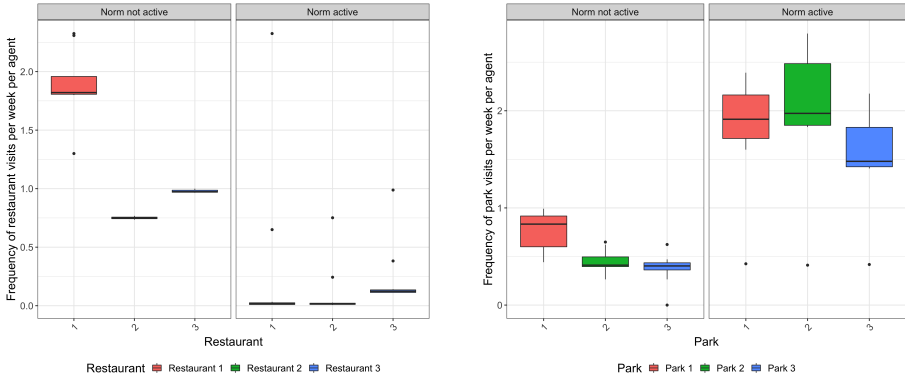 Norm not active
Norm active
Frequency of restaurant visits per week per agent
2.0
1.5
1.0
0.5
0.0
1
2
3
1
2
3
Restaurant
Restaurant Restaurant 1 Restaurant 2 Restaurant 3
Norm not active
Norm active
Frequency of park visits per week per agent
2
1
0
1
2
3
1
2
3
Park
Park Park 1 Park 2 Park 3